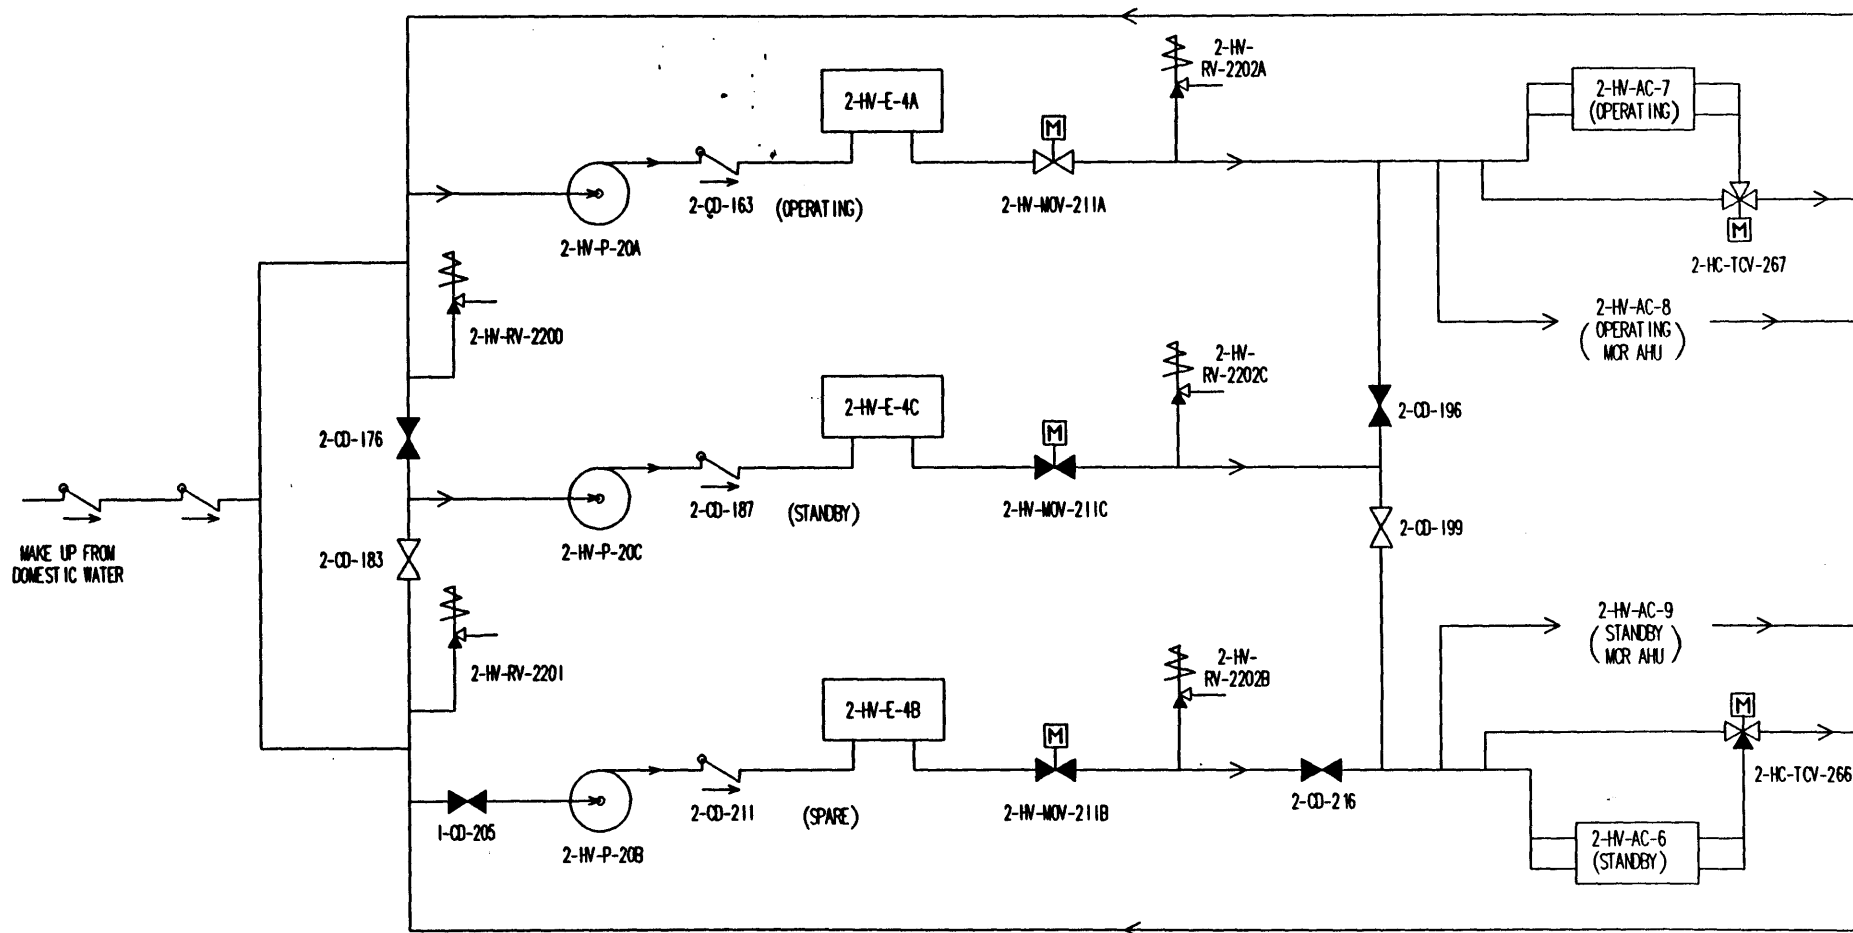 2-HV-
RV-2202A
2-HV-E-4A
2-HV-AC-7
(OPERATING)
M
2-CD-163
(OPERATING)
2-HV-MOV-211A
M
2-HV-P-20A
2-HC-TCV-267
2-HV-RV-2200
2-HV-AC-8
(OPERATING
MCR AHU)
2-HV-
RV-2202C
2-HV-E-4C
2-CD-196
2-CD-176
M
2-CD-187
(STANDBY)
2-HV-MOV-211C
2-CD-199
2-HV-P-20C
MAKE UP FROM
DOMESTIC WATER
2-CD-183
2-HV-AC-9
(STANDBY
MCR AHU)
2-HV-RV-2201
2-HV-
RV-2202B
2-HV-E-4B
M
M
2-HC-TCV-266
2-CD-211
(SPARE)
2-HV-MOV-211B
2-CD-216
1-CD-205
2-HV-P-20B
2-HV-AC-6
(STANDBY)